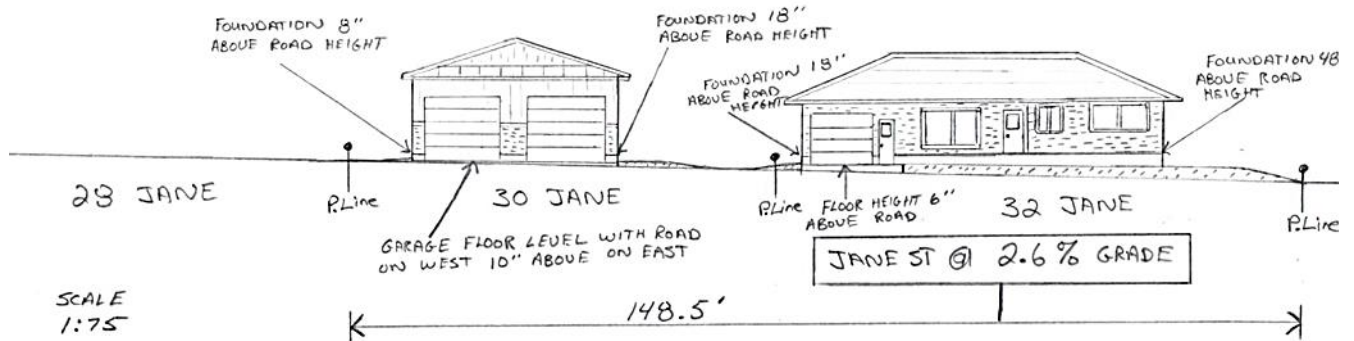 FOUNDATION 8"
ABOVE ROAD HEIGHT
FOUNDATION 18"
ABOVE ROAD HEIGHT
FOUNDATION 18"
ABOVE ROAD
HEIGHT
FOUNDATION 48
ABOVE ROAD
HEIGHT
28 JANE
P.Line
30 JANE
P.Line
FLOOR HEIGHT 6"
ABOVE ROAD
32 JANE
P.Line
GARAGE FLOOR LEVEL WITH ROAD
ON WEST 10" ABOVE ON EAST
JANE ST @ 2.6% GRADE
SCALE
1:75
148.5'